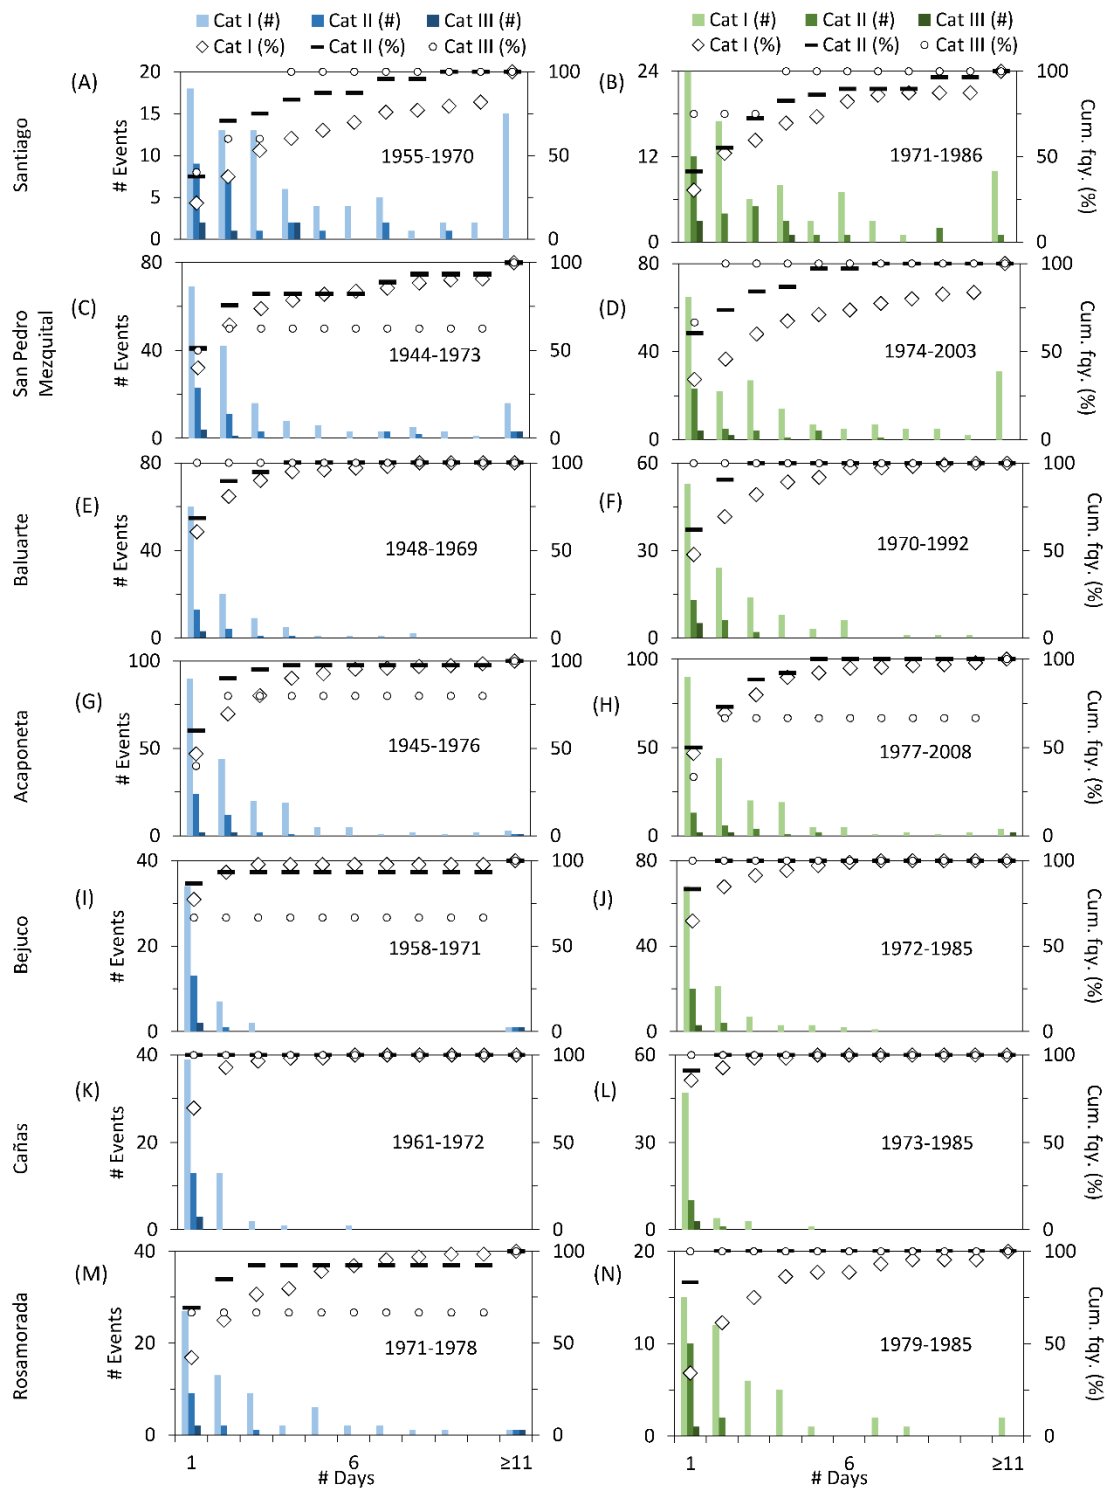 Cat I (#) Cat II (#) Cat III (#) Cat I (#) Cat II (#) Cat III (#)
Cat I (%) Cat II (%) Cat III (%) Cat I (%) Cat II (%) Cat III (%)
Santiago
(A)
# Events
20
15
10
5
0
1955-1970
100
50
0
(B)
24
12
0
1971-1986
100
50
0
Cum. fqy. (%)
San Pedro
Mezquital
(C)
# Events
80
40
0
1944-1973
100
50
0
(D)
80
40
0
1974-2003
100
50
0
Cum. fqy. (%)
Baluarte
(E)
# Events
80
40
0
1948-1969
100
50
0
(F)
60
30
0
1970-1992
100
50
0
Cum. fqy. (%)
Acaponeta
(G)
# Events
100
50
0
1945-1976
100
50
0
(H)
100
50
0
1977-2008
100
50
0
Cum. fqy. (%)
Bejuco
(I)
# Events
40
20
0
1958-1971
100
50
0
(J)
80
40
0
1972-1985
100
50
0
Cum. fqy. (%)
Cañas
(K)
# Events
40
20
0
1961-1972
100
50
0
(L)
60
30
0
1973-1985
100
50
0
Cum. fqy. (%)
Rosamorada
(M)
# Events
40
20
0
1971-1978
100
50
0
(N)
20
10
0
1979-1985
100
50
0
Cum. fqy. (%)
1 6 ≥11 1 6 ≥11
# Days # Days